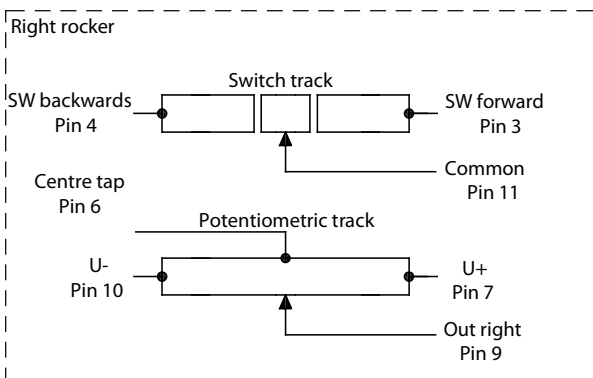 Right rocker
Switch track
SW backwards
Pin 4
SW forward
Pin 3
Common
Pin 11
Centre tap
Pin 6
Potentiometric track
U-
Pin 10
U+
Pin 7
Out right
Pin 9